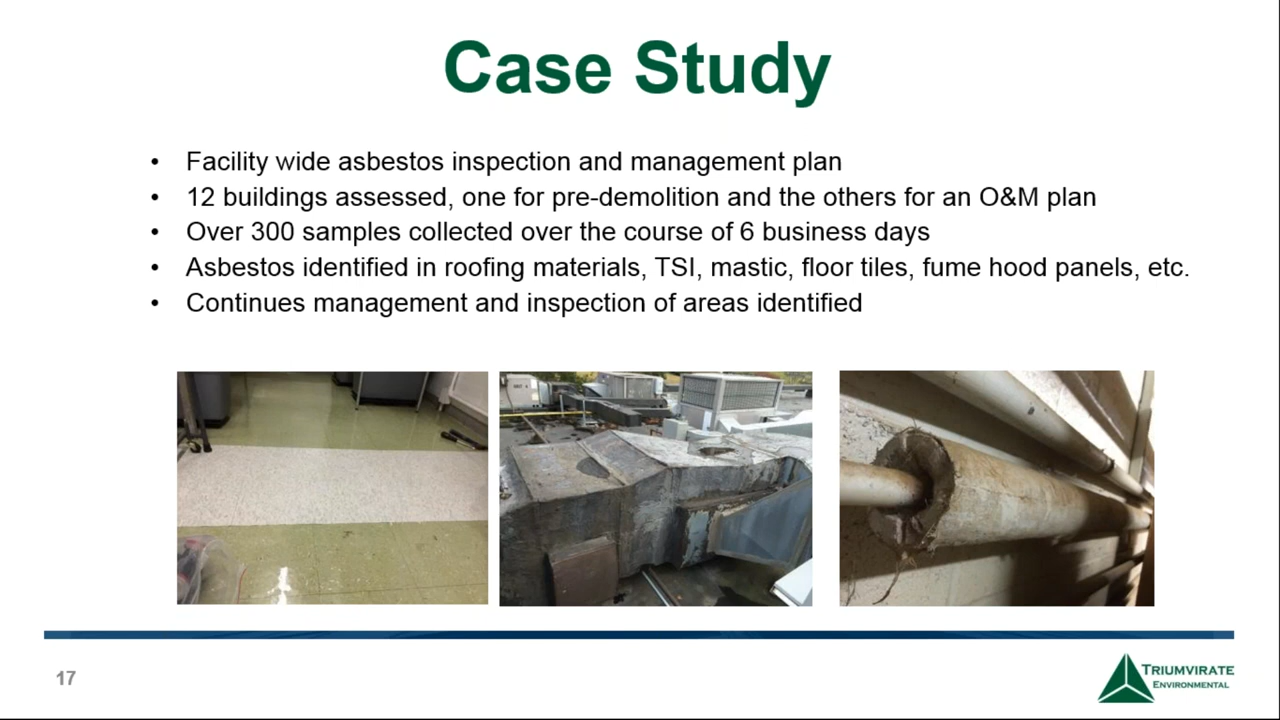 Case Study
• Facility wide asbestos inspection and management plan
• 12 buildings assessed, one for pre-demolition and the others for an O&M plan
• Over 300 samples collected over the course of 6 business days
• Asbestos identified in roofing materials, TSI, mastic, floor tiles, fume hood panels, etc.
• Continues management and inspection of areas identified
17
TRIUMVIRATE
ENVIRONMENTAL